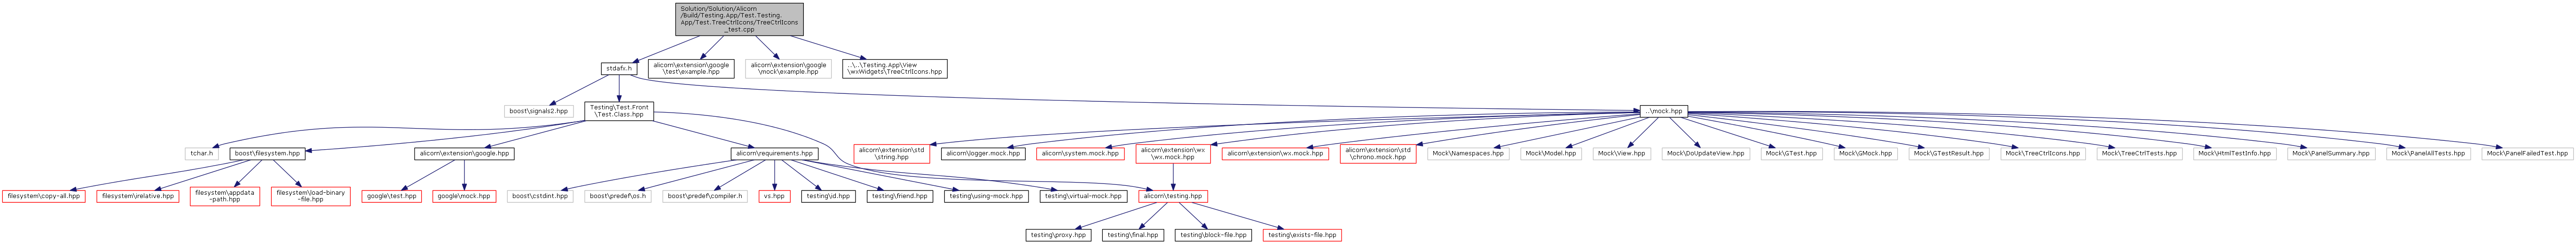 Solution/Solution/Alicorn
/Build/Testing.App/Test.Testing.
App/Test.TreeCtrlIcons/TreeCtrlIcons
_test.cpp
stdafx.h
alicorn\extension\google
\test\example.hpp
alicorn\extension\google
\mock\example.hpp
..\..\Testing.App\View
\wxWidgets\TreeCtrlIcons.hpp
boost\signals2.hpp
Testing\Test.Front
\Test.Class.hpp
..\mock.hpp
tchar.h
boost\filesystem.hpp
alicorn\extension\google.hpp
alicorn\requirements.hpp
alicorn\extension\std
\string.hpp
alicorn\logger.mock.hpp
alicorn\system.mock.hpp
alicorn\extension\wx
\wx.mock.hpp
alicorn\extension\wx.mock.hpp
alicorn\extension\std
\chrono.mock.hpp
Mock\Namespaces.hpp
Mock\Model.hpp
Mock\View.hpp
Mock\DoUpdateView.hpp
Mock\GTest.hpp
Mock\GMock.hpp
Mock\GTestResult.hpp
Mock\TreeCtrlIcons.hpp
Mock\TreeCtrlTests.hpp
Mock\HtmlTestInfo.hpp
Mock\PanelSummary.hpp
Mock\PanelAllTests.hpp
Mock\PanelFailedTest.hpp
filesystem\copy-all.hpp
filesystem\relative.hpp
filesystem\appdata
-path.hpp
filesystem\load-binary
-file.hpp
google\test.hpp
google\mock.hpp
boost\cstdint.hpp
boost\predef\os.h
boost\predef\compiler.h
vs.hpp
testing\id.hpp
testing\friend.hpp
testing\using-mock.hpp
testing\virtual-mock.hpp
alicorn\testing.hpp
testing\proxy.hpp
testing\final.hpp
testing\block-file.hpp
testing\exists-file.hpp